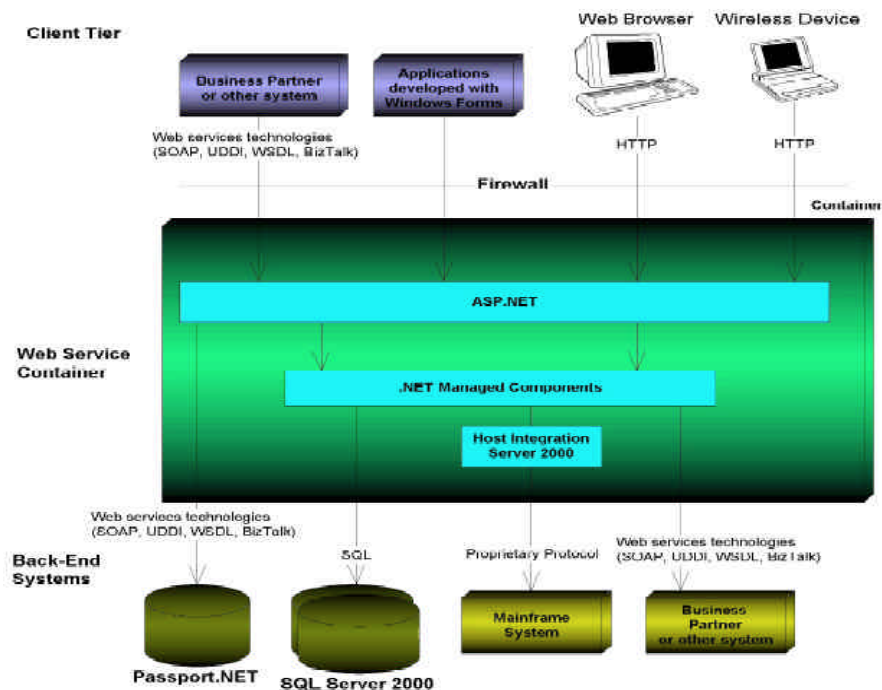 Client Tier
Web Browser
Wireless Device
Business Partner
or other system
Applications
developed with
Windows Forms
Web services technologies
(SOAP, UDDI, WSDL, BizTalk)
HTTP
HTTP
Firewall
Container
ASP.NET
Web Service
Container
.NET Managed Components
Host Integration
Server 2000
Web services technologies
(SOAP, UDDI, WSDL, BizTalk)
Back-End
Systems
SQL
Proprietary Protocol
Web services technologies
(SOAP, UDDI, WSDL, BizTalk)
Passport.NET
SQL Server 2000
Mainframe
System
Business
Partner
or other system